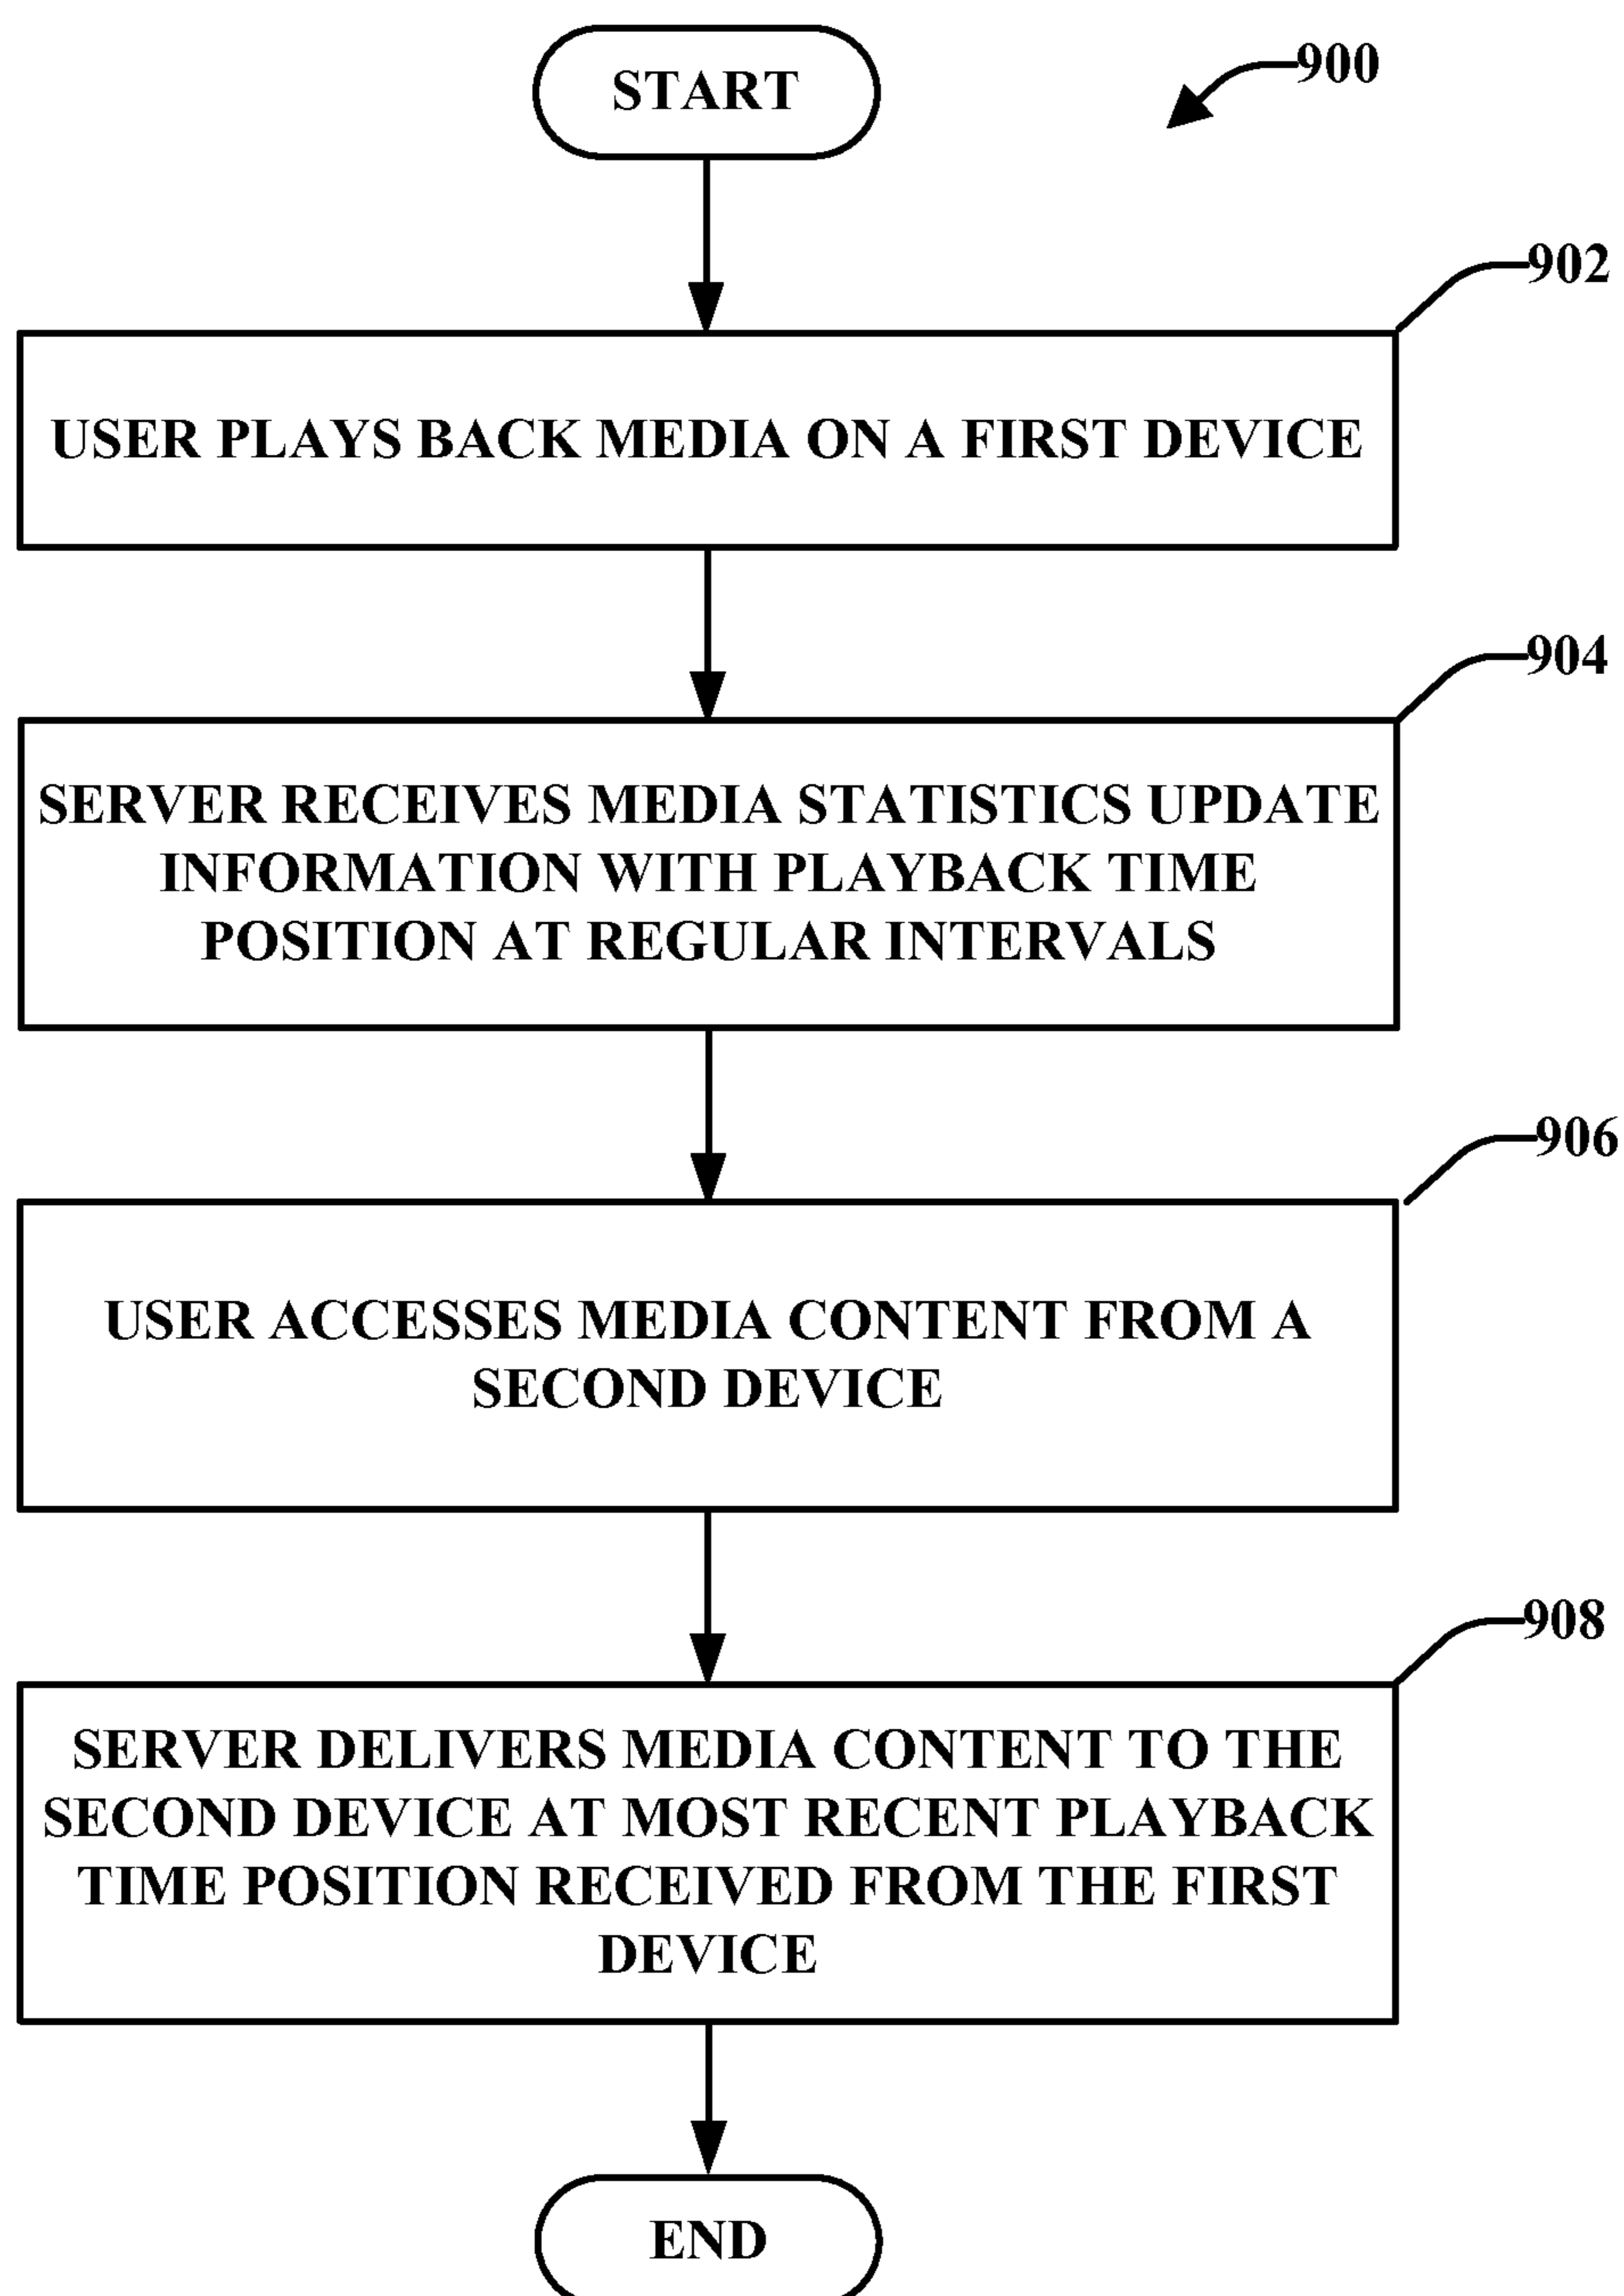 START
900
902
USER PLAYS BACK MEDIA ON A FIRST DEVICE
904
SERVER RECEIVES MEDIA STATISTICS UPDATE
INFORMATION WITH PLAYBACK TIME
POSITION AT REGULAR INTERVALS
906
USER ACCESSES MEDIA CONTENT FROM A
SECOND DEVICE
908
SERVER DELIVERS MEDIA CONTENT TO THE
SECOND DEVICE AT MOST RECENT PLAYBACK
TIME POSITION RECEIVED FROM THE FIRST
DEVICE
END